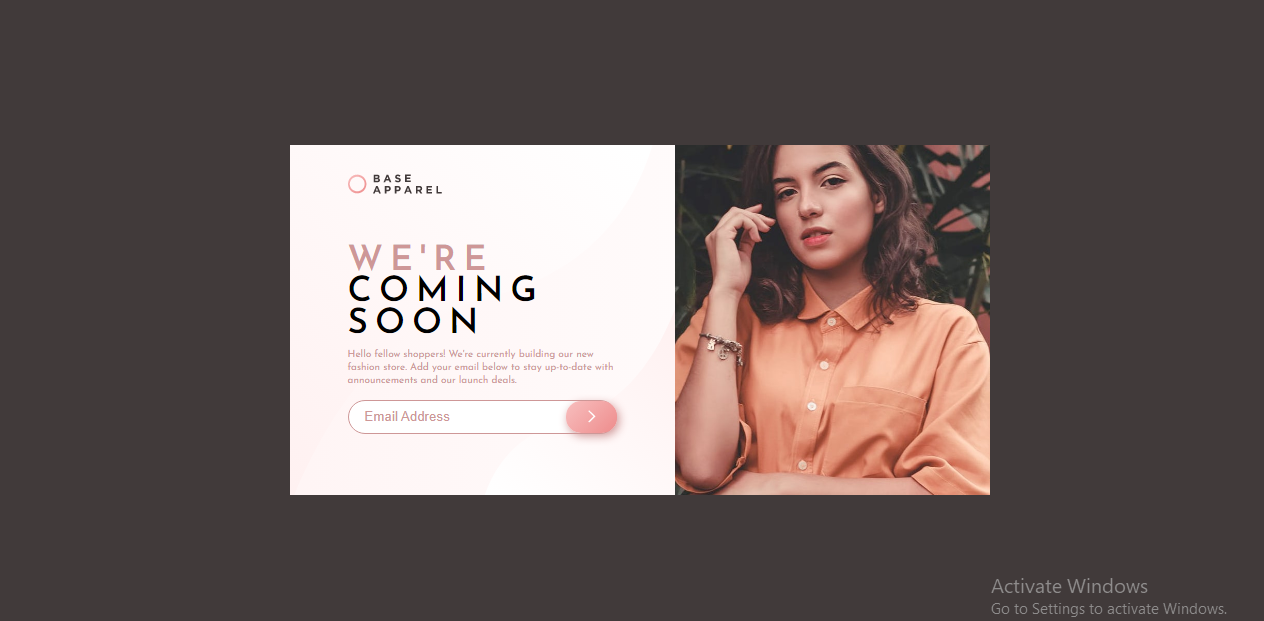 BASE
APPAREL
WE'RE
COMING
SOON
Hello fellow shoppers! We're currently building our new
fashion store. Add your email below to stay up-to-date with
announcements and our launch deals.
Email Address
Activate Windows
Go to Settings to activate Windows.